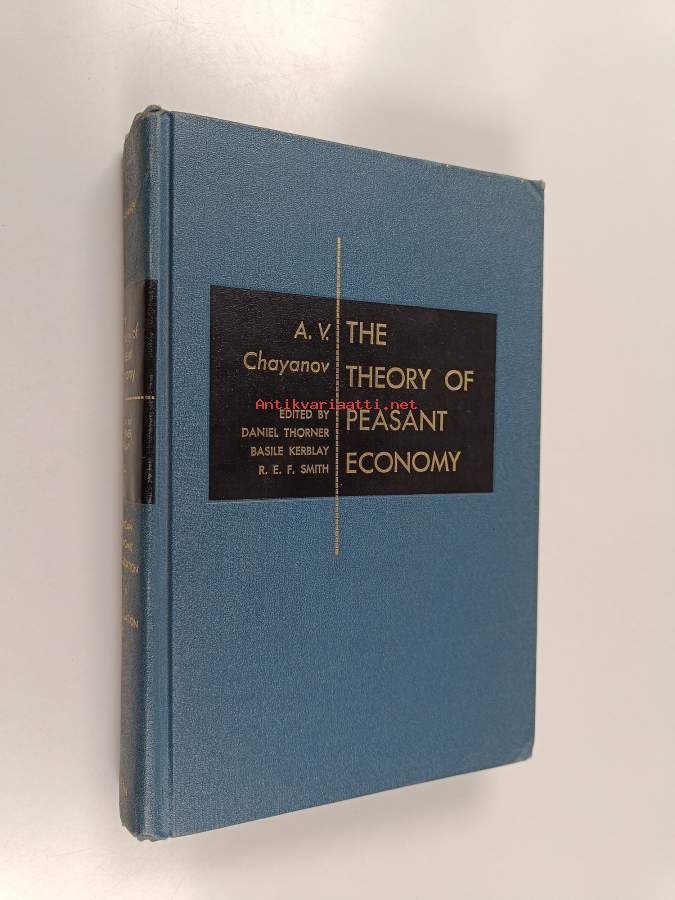 A. V.
Chayanov
EDITED BY
DANIEL THORNER
BASILE KERBLAY
R. E. F. SMITH
THE
THEORY OF
PEASANT
ECONOMY
Antikvariaatti.net